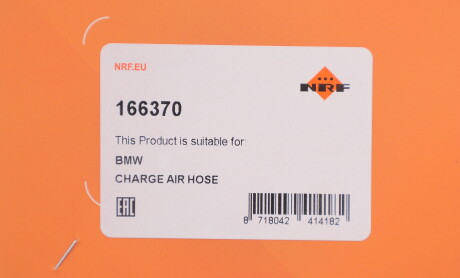 NRF.EU
NRF
166370
This Product is suitable for
BMW
CHARGE AIR HOSE
EAC
8 718042 414182